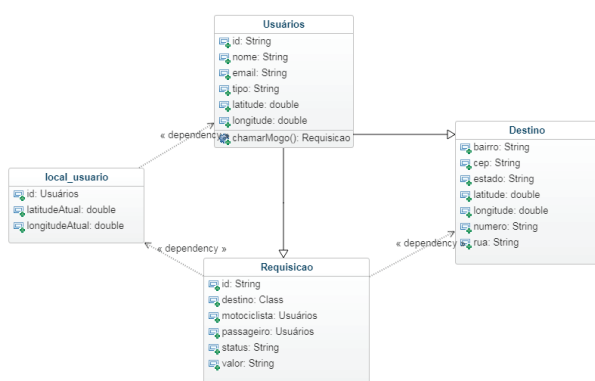 Usuários
id: String
nome: String
email: String
tipo: String
latitude: double
longitude: double
chamarMogo(): Requisicao
« dependency »
Destino
bairro: String
cep: String
estado: String
latitude: double
longitude: double
numero: String
rua: String
local_usuario
id: Usuários
latitudeAtual: double
longitudeAtual: double
« dependency »
« dependency »
Requisicao
id: String
destino: Class
motociclista: Usuários
passageiro: Usuários
status: String
valor: String